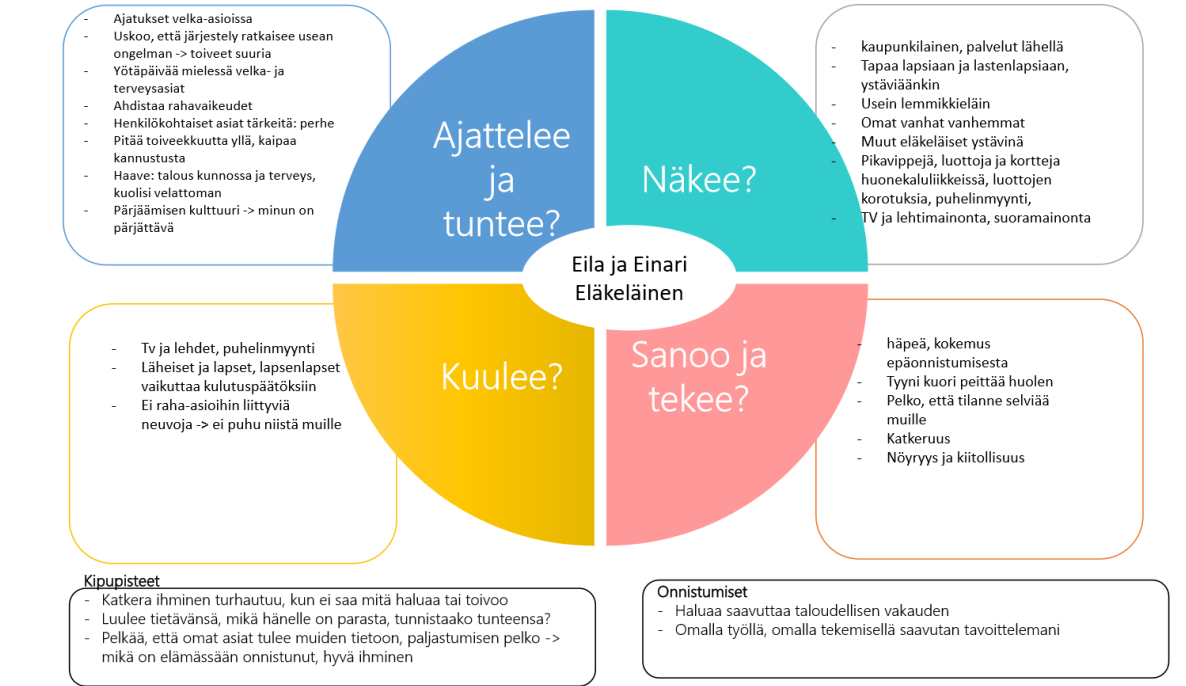 - Ajatukset velka-asioissa
- Uskoo, että järjestely ratkaisee usean
ongelman -> toiveet suuria
- Yötäpäivää mielessä velka- ja
terveysasiat
- Ahdistaa rahavaikeudet
- Henkilökohtaiset asiat tärkeitä: perhe
- Pitää toiveekkuutta yllä, kaipaa
kannustusta
- Haave: talous kunnossa ja terveys,
kuolisi velattoman
- Pärjäämisen kulttuuri -> minun on
pärjättävä
Ajattelee
ja
tuntee?
Näkee?
- kaupunkilainen, palvelut lähellä
- Tapaa lapsiaan ja lastenlapsiaan,
ystäviäänkin
- Usein lemmikkieläin
- Omat vanhat vanhemmat
- Muut eläkeläiset ystävinä
- Pikavippejä, luottoja ja kortteja
huonekaluliikkeissä, luottojen
korotuksia, puhelinmyynti,
- TV ja lehtimainonta, suoramainonta
Eila ja Einari
Eläkeläinen
- Tv ja lehdet, puhelinmyynti
- Läheiset ja lapset, lapsenlapset
vaikuttaa kulutuspäätöksiin
- Ei raha-asioihin liittyviä
neuvoja -> ei puhu niistä muille
Kuulee?
Sanoo ja
tekee?
- häpeä, kokemus
epäonnistumisesta
- Tyyni kuori peittää huolen
- Pelko, että tilanne selviää
muille
- Katkeruus
- Nöyryys ja kiitollisuus
Kipupisteet
- Katkera ihminen turhautuu, kun ei saa mitä haluaa tai toivoo
- Luulee tietävänsä, mikä hänelle on parasta, tunnistaako tunteensa?
- Pelkää, että omat asiat tulee muiden tietoon, paljastumisen pelko ->
mikä on elämässään onnistunut, hyvä ihminen
Onnistumiset
- Haluaa saavuttaa taloudellisen vakauden
- Omalla työllä, omalla tekemisellä saavutan tavoittelemani